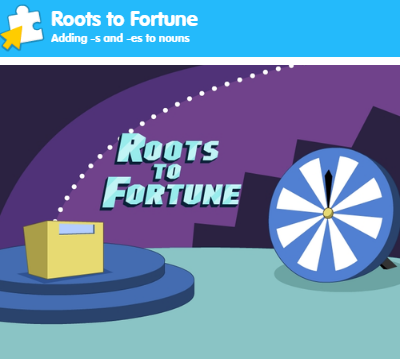 Roots to Fortune
Adding -s and -es to nouns
ROOTS
TO
FORTUNE